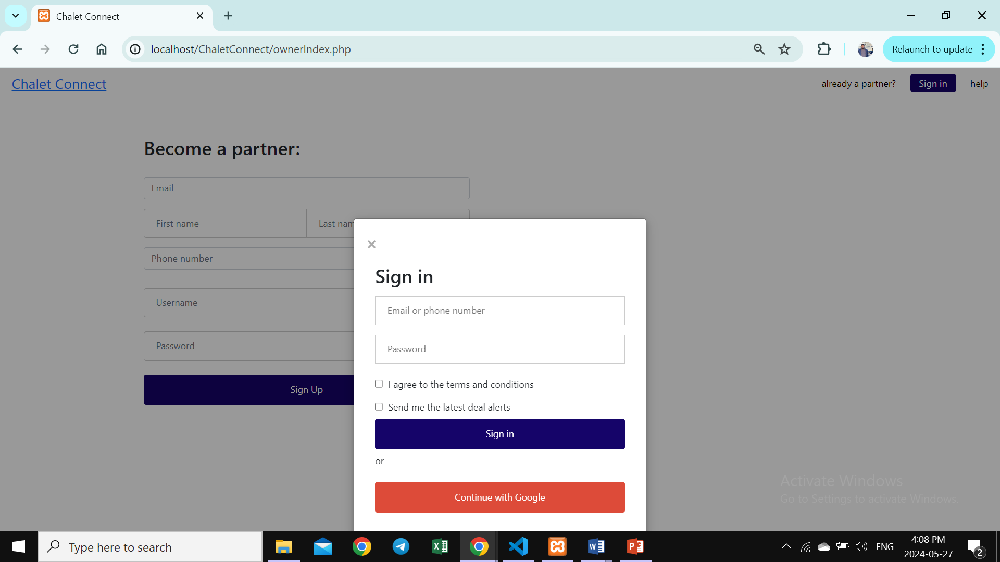 Chalet Connect
localhost/ChaletConnect/ownerIndex.php
Relaunch to update
Chalet Connect
already a partner?
Sign in
help
Become a partner:
Email
First name
Last nam
Phone number
Username
Password
Sign Up
×
Sign in
Email or phone number
Password
I agree to the terms and conditions
Send me the latest deal alerts
Sign in
or
Continue with Google
Activate Windows
Go to Settings to activate Windows.
Type here to search
ENG
4:08 PM
2024-05-27
2